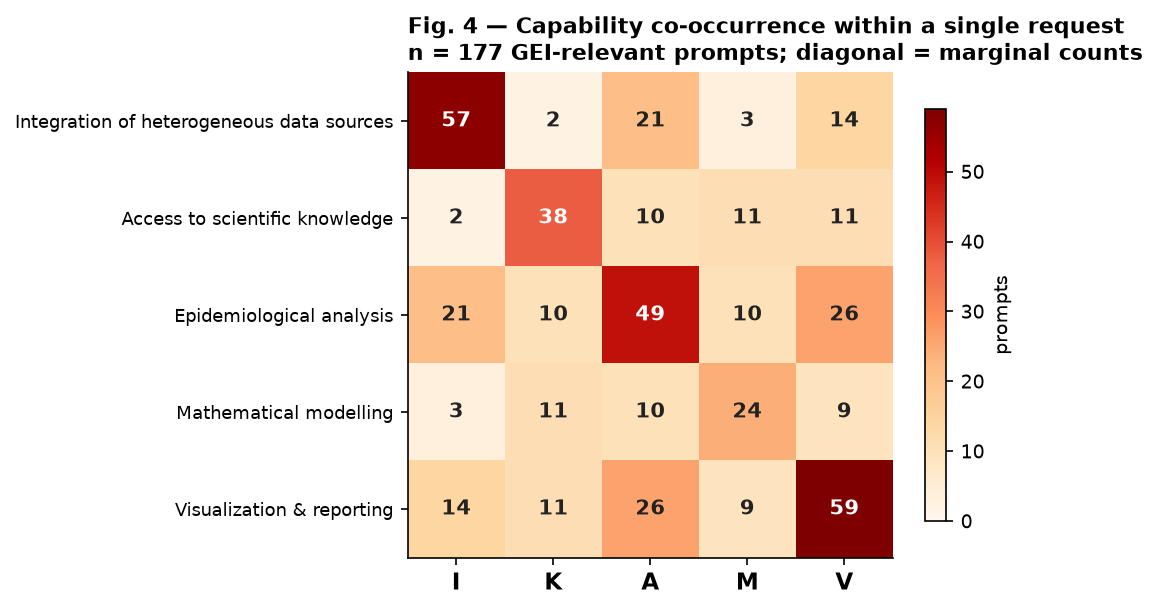 Fig. 4 — Capability co-occurrence within a single request
n = 177 GEI-relevant prompts; diagonal = marginal counts
Integration of heterogeneous data sources 57 2 21 3 14
Access to scientific knowledge 2 38 10 11 11
Epidemiological analysis 21 10 49 10 26
Mathematical modelling 3 11 10 24 9
Visualization & reporting 14 11 26 9 59
I K A M V
50
40
30
20
10
0
prompts